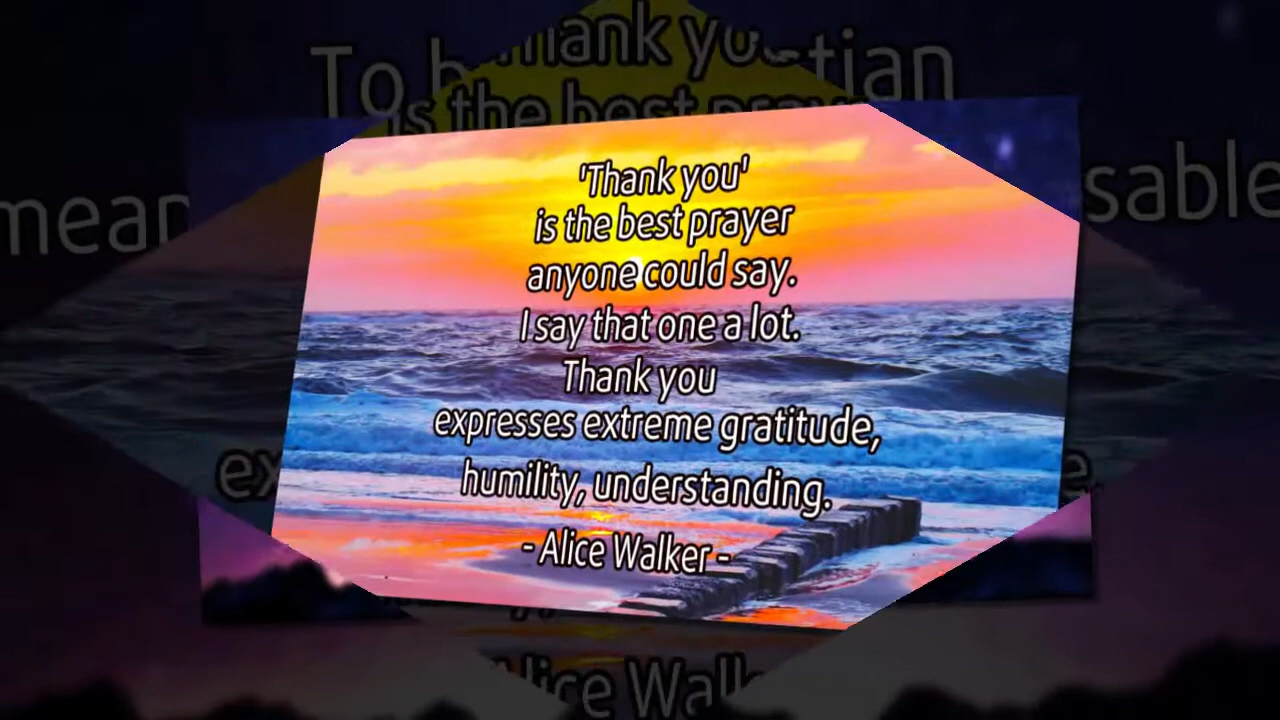 'Thank you'
is the best prayer
anyone could say.
I say that one a lot.
Thank you
expresses extreme gratitude,
humility, understanding.
- Alice Walker -